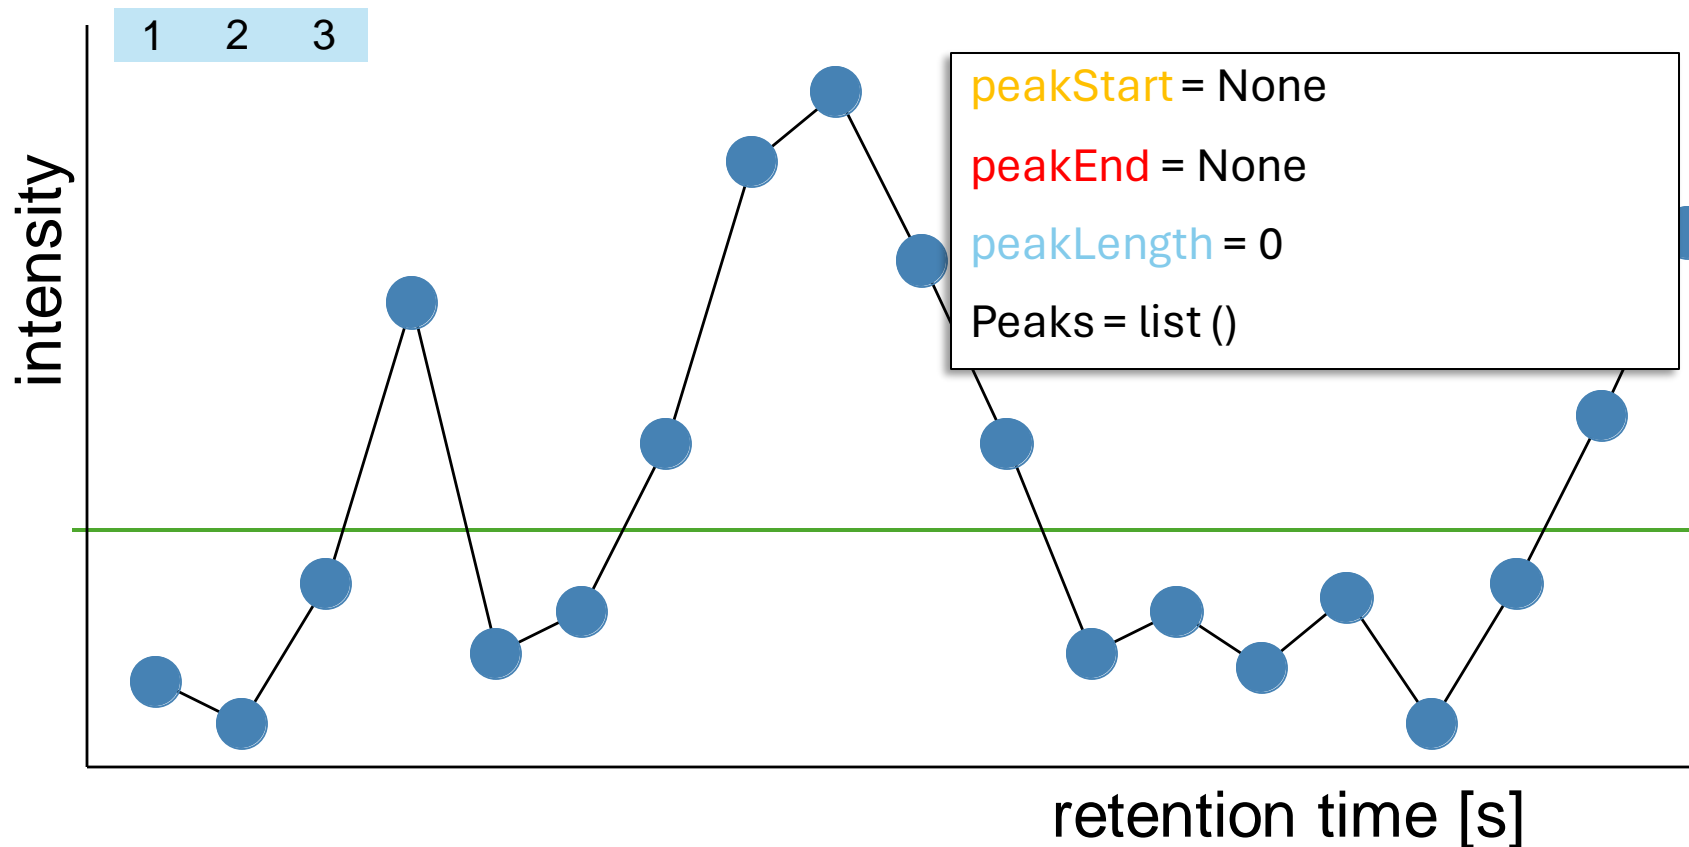 1 2 3
intensity
peakStart = None
peakEnd = None
peakLength = 0
Peaks = list ()
retention time [s]